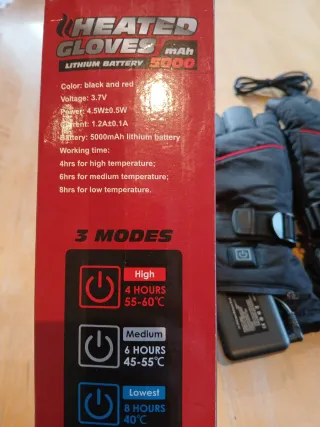 HEATED
GLOVES mAh
LITHIUM BATTERY 5000
Color: black and red
Voltage: 3.7V
Power: 4.5W±0.5W
Current: 1.2A±0.1A
Battery: 5000mAh lithium battery
Working time:
4hrs for high temperature;
6hrs for medium temperature;
8hrs for low temperature.
3 MODES
High
4 HOURS
55-60℃
Medium
6 HOURS
45-55℃
Lowest
8 HOURS
40℃